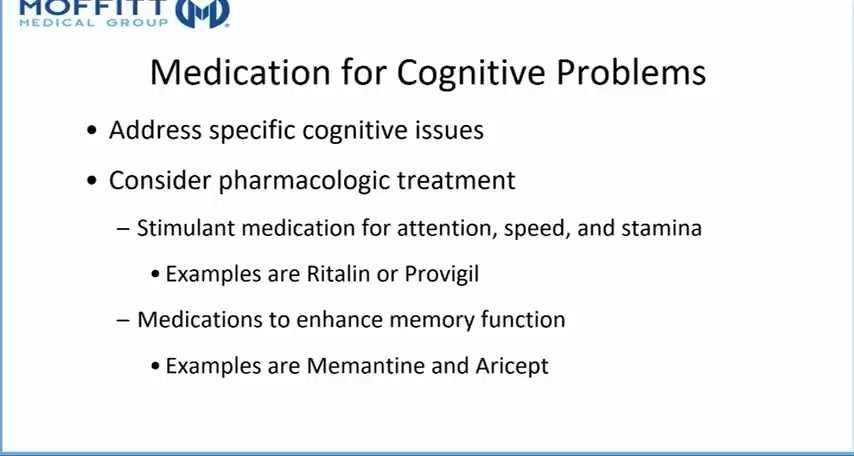 MOFFITT
MEDICAL GROUP
Medication for Cognitive Problems
• Address specific cognitive issues
• Consider pharmacologic treatment
– Stimulant medication for attention, speed, and stamina
• Examples are Ritalin or Provigil
– Medications to enhance memory function
• Examples are Memantine and Aricept